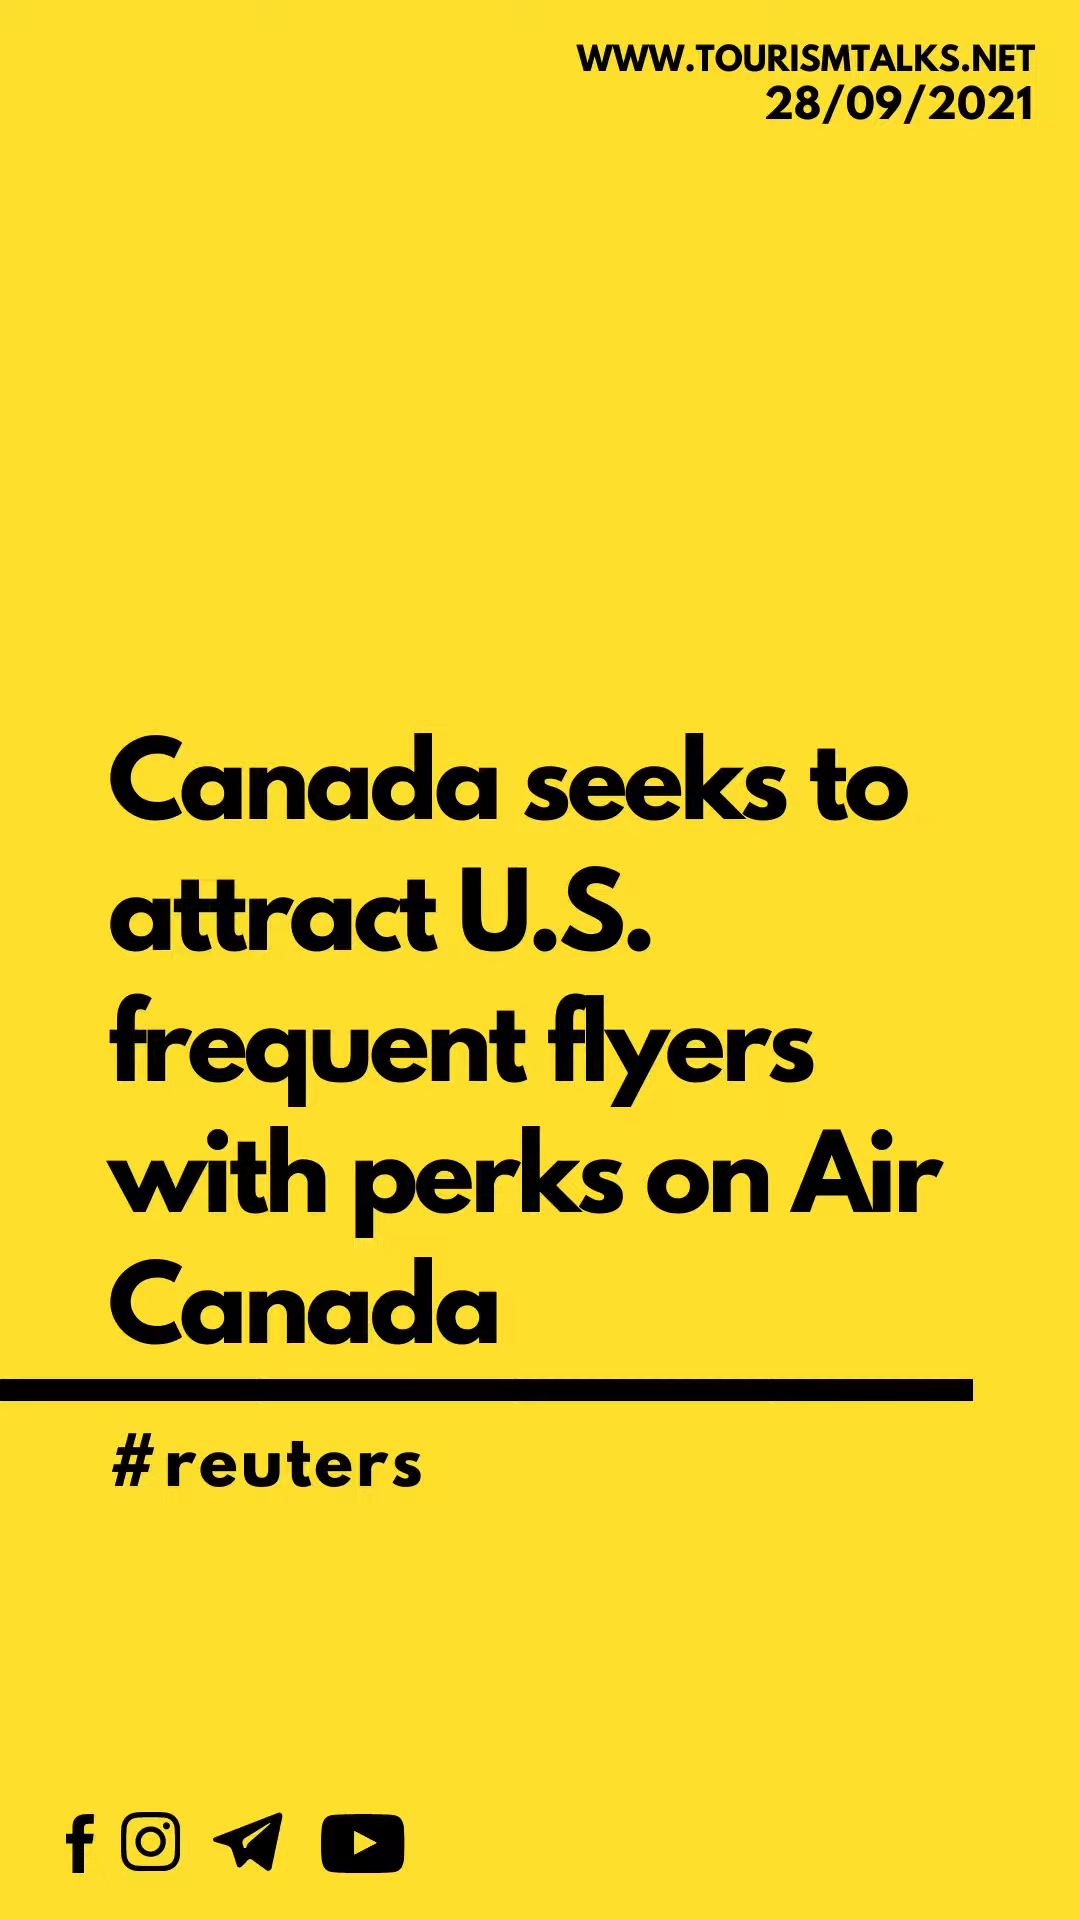 WWW.TOURISMTALKS.NET
28/09/2021
Canada seeks to
attract U.S.
frequent flyers
with perks on Air
Canada
#reuters